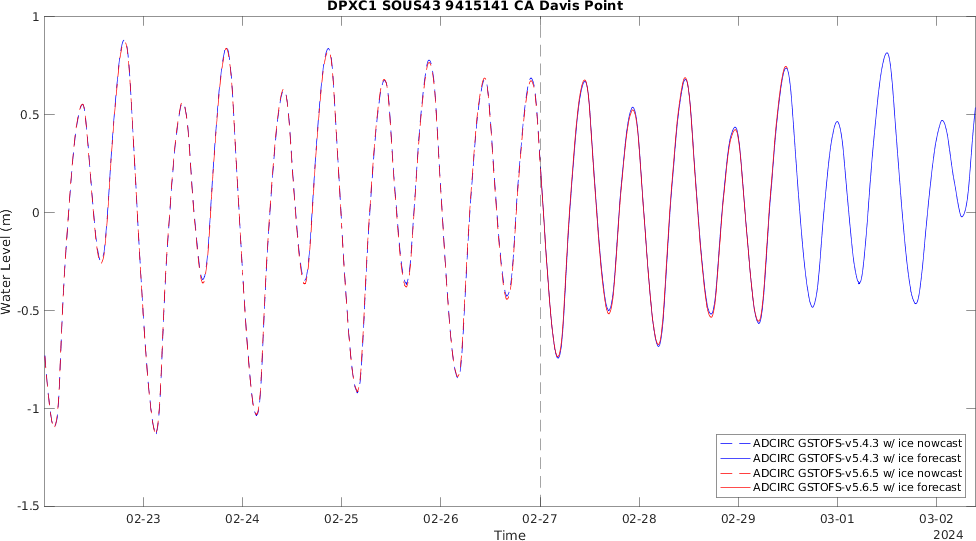 DPXC1 SOUS43 9415141 CA Davis Point
1
0.5
0
-0.5
-1
-1.5
Water Level (m)
02-23
02-24
02-25
02-26
02-27
02-28
02-29
03-01
03-02
Time
2024
ADCIRC GSTOFS-v5.4.3 w/ ice nowcast
ADCIRC GSTOFS-v5.4.3 w/ ice forecast
ADCIRC GSTOFS-v5.6.5 w/ ice nowcast
ADCIRC GSTOFS-v5.6.5 w/ ice forecast